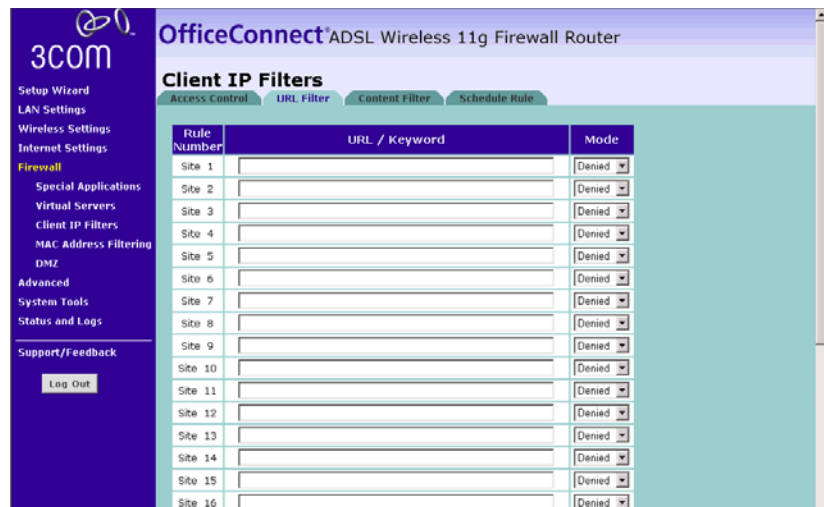 3COM
OfficeConnect® ADSL Wireless 11g Firewall Router
Setup Wizard
LAN Settings
Wireless Settings
Internet Settings
Firewall
Special Applications
Virtual Servers
Client IP Filters
MAC Address Filtering
DMZ
Advanced
System Tools
Status and Logs
Support/Feedback
Log Out
Client IP Filters
Access Control URL Filter Content Filter Schedule Rule
Rule Number URL / Keyword Mode
Site 1 Denied
Site 2 Denied
Site 3 Denied
Site 4 Denied
Site 5 Denied
Site 6 Denied
Site 7 Denied
Site 8 Denied
Site 9 Denied
Site 10 Denied
Site 11 Denied
Site 12 Denied
Site 13 Denied
Site 14 Denied
Site 15 Denied
Site 16 Denied